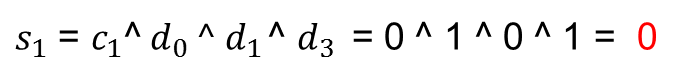 s₁ = c₁ ^ d₀ ^ d₁ ^ d₃ = 0 ^ 1 ^ 0 ^ 1 = 0